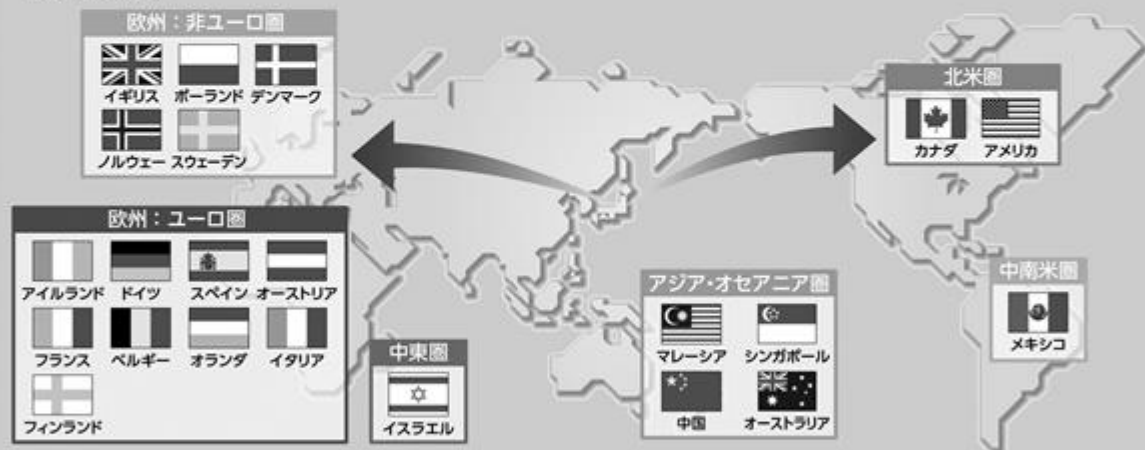 欧州：非ユーロ圏
イギリス ポーランド デンマーク
ノルウェー スウェーデン
北米圏
カナダ アメリカ
欧州：ユーロ圏
アイルランド ドイツ スペイン オーストリア
フランス ベルギー オランダ イタリア
フィンランド
中東圏
イスラエル
アジア・オセアニア圏
マレーシア シンガポール
中国 オーストラリア
中南米圏
メキシコ